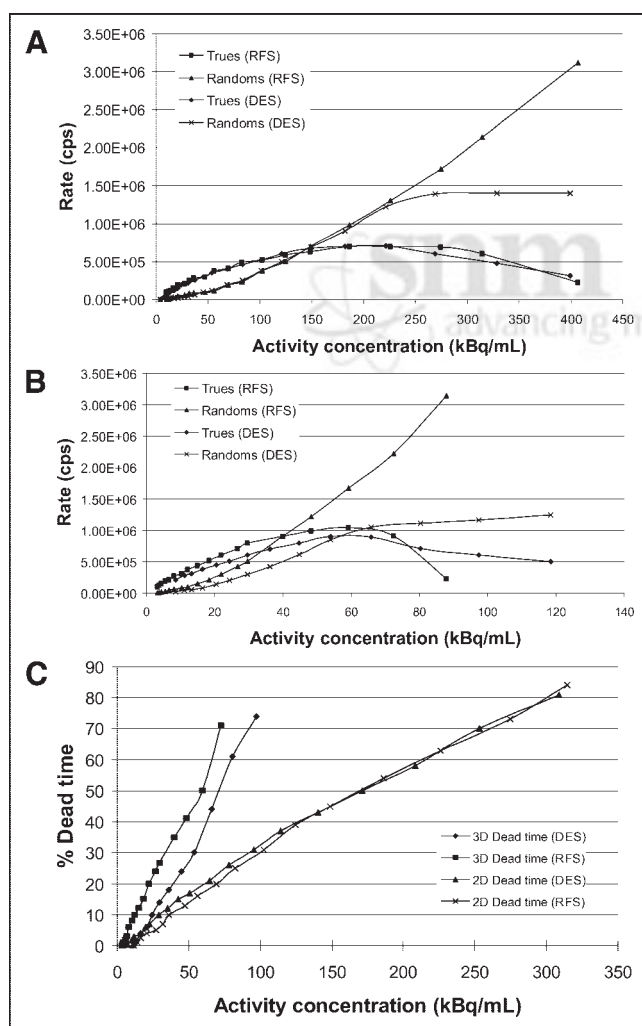 A
3.50E+06
3.00E+06
2.50E+06
2.00E+06
1.50E+06
1.00E+06
5.00E+05
0.00E+00
Rate (cps)
Trues (RFS)
Randoms (RFS)
Trues (DES)
Randoms (DES)
0 50 100 150 200 250 300 350 400 450
Activity concentration (kBq/mL)
snm
advancing m
B
3.50E+06
3.00E+06
2.50E+06
2.00E+06
1.50E+06
1.00E+06
5.00E+05
0.00E+00
Rate (cps)
Trues (RFS)
Randoms (RFS)
Trues (DES)
Randoms (DES)
0 20 40 60 80 100 120 140
Activity concentration (kBq/mL)
C
90
80
70
60
50
40
30
20
10
0
% Dead time
3D Dead time (DES)
3D Dead time (RFS)
2D Dead time (DES)
2D Dead time (RFS)
0 50 100 150 200 250 300 350
Activity concentration (kBq/mL)